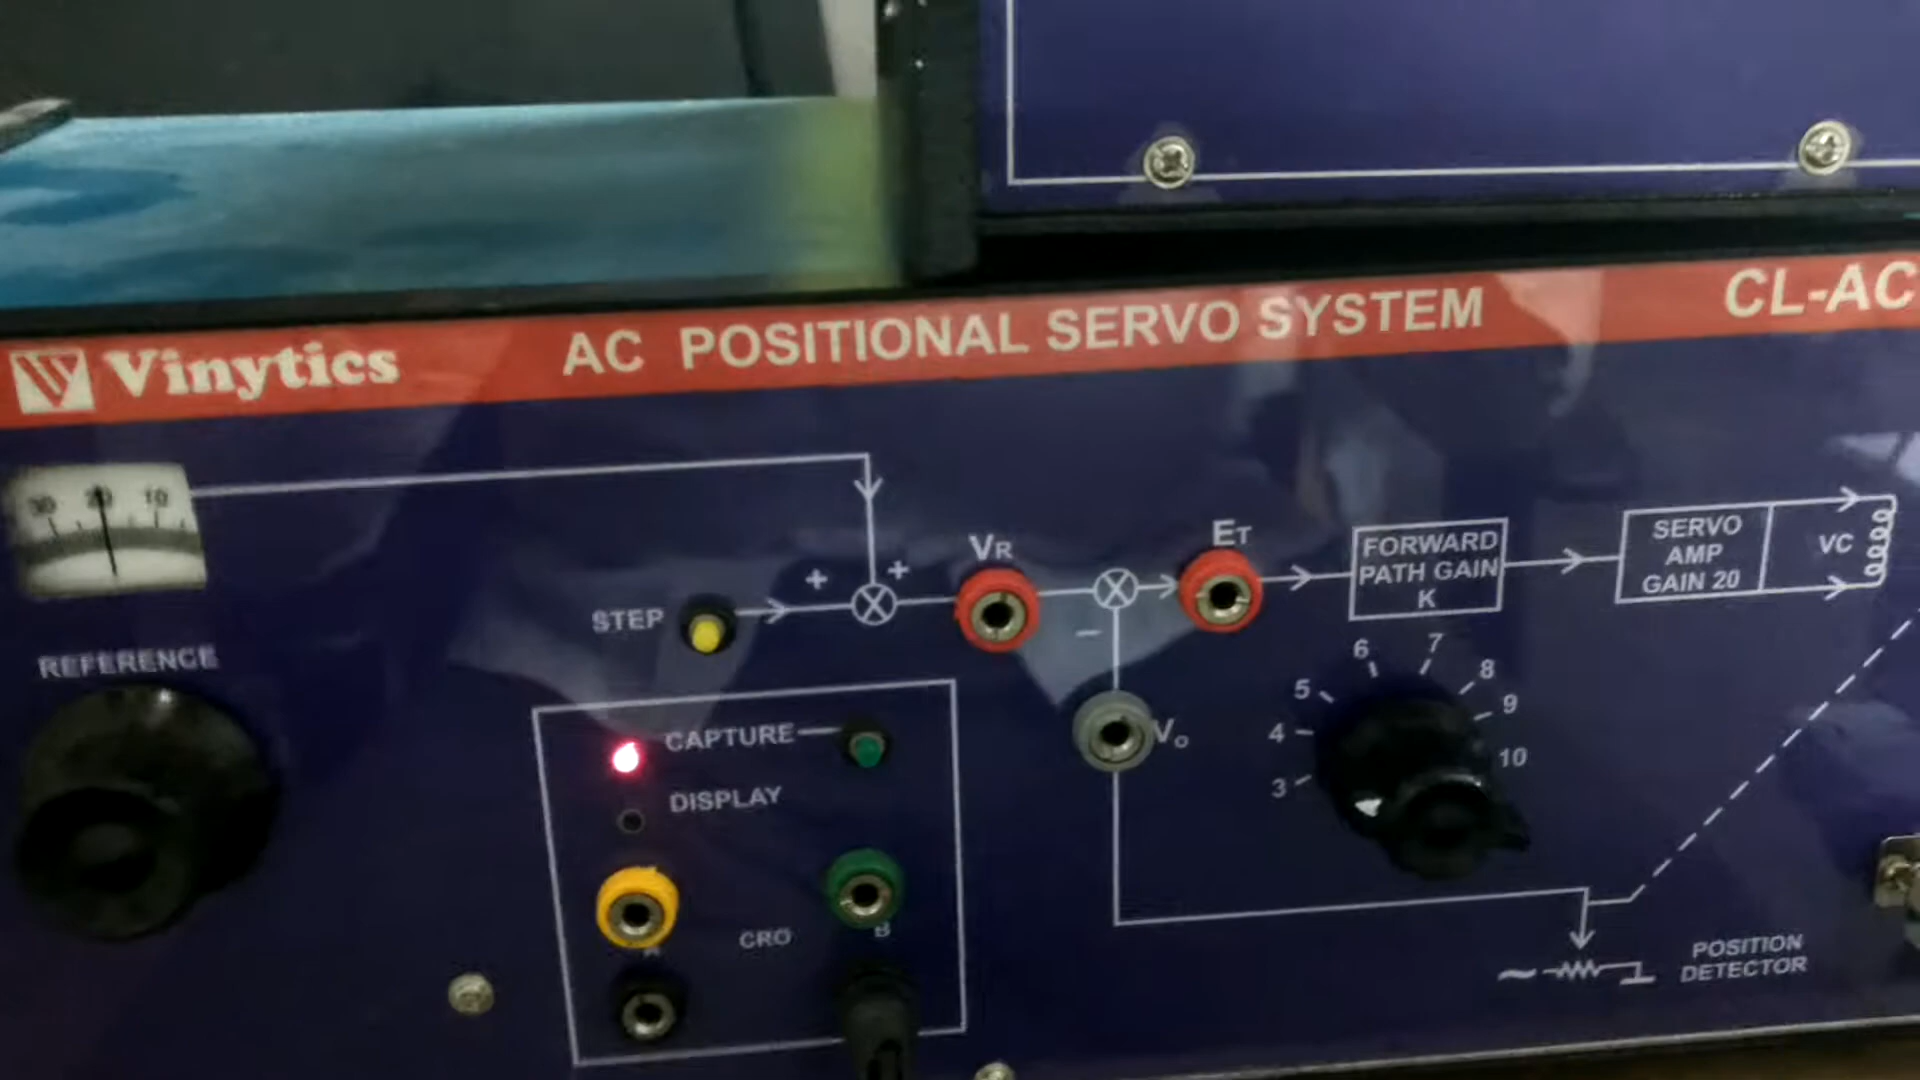 Vinytics AC POSITIONAL SERVO SYSTEM CL-AC
30 20 10
REFERENCE
STEP
+ +
VR
ET
−
Vo
FORWARD
PATH GAIN
K
SERVO
AMP
GAIN 20
VC
3 4 5 6 7 8 9 10
CAPTURE
DISPLAY
CRO
A B
POSITION
DETECTOR